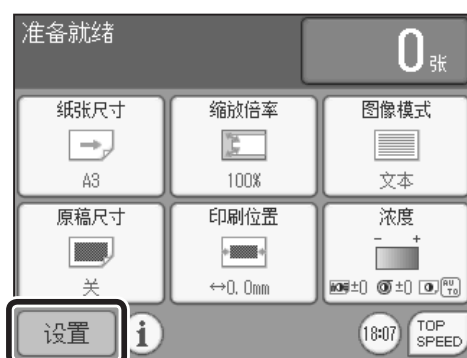 准备就绪
0张
纸张尺寸
A3
缩放倍率
100%
图像模式
文本
原稿尺寸
关
印刷位置
↔0.0mm
浓度
- +
±0 ±0 AUTO
设置
i
18:07
TOP SPEED